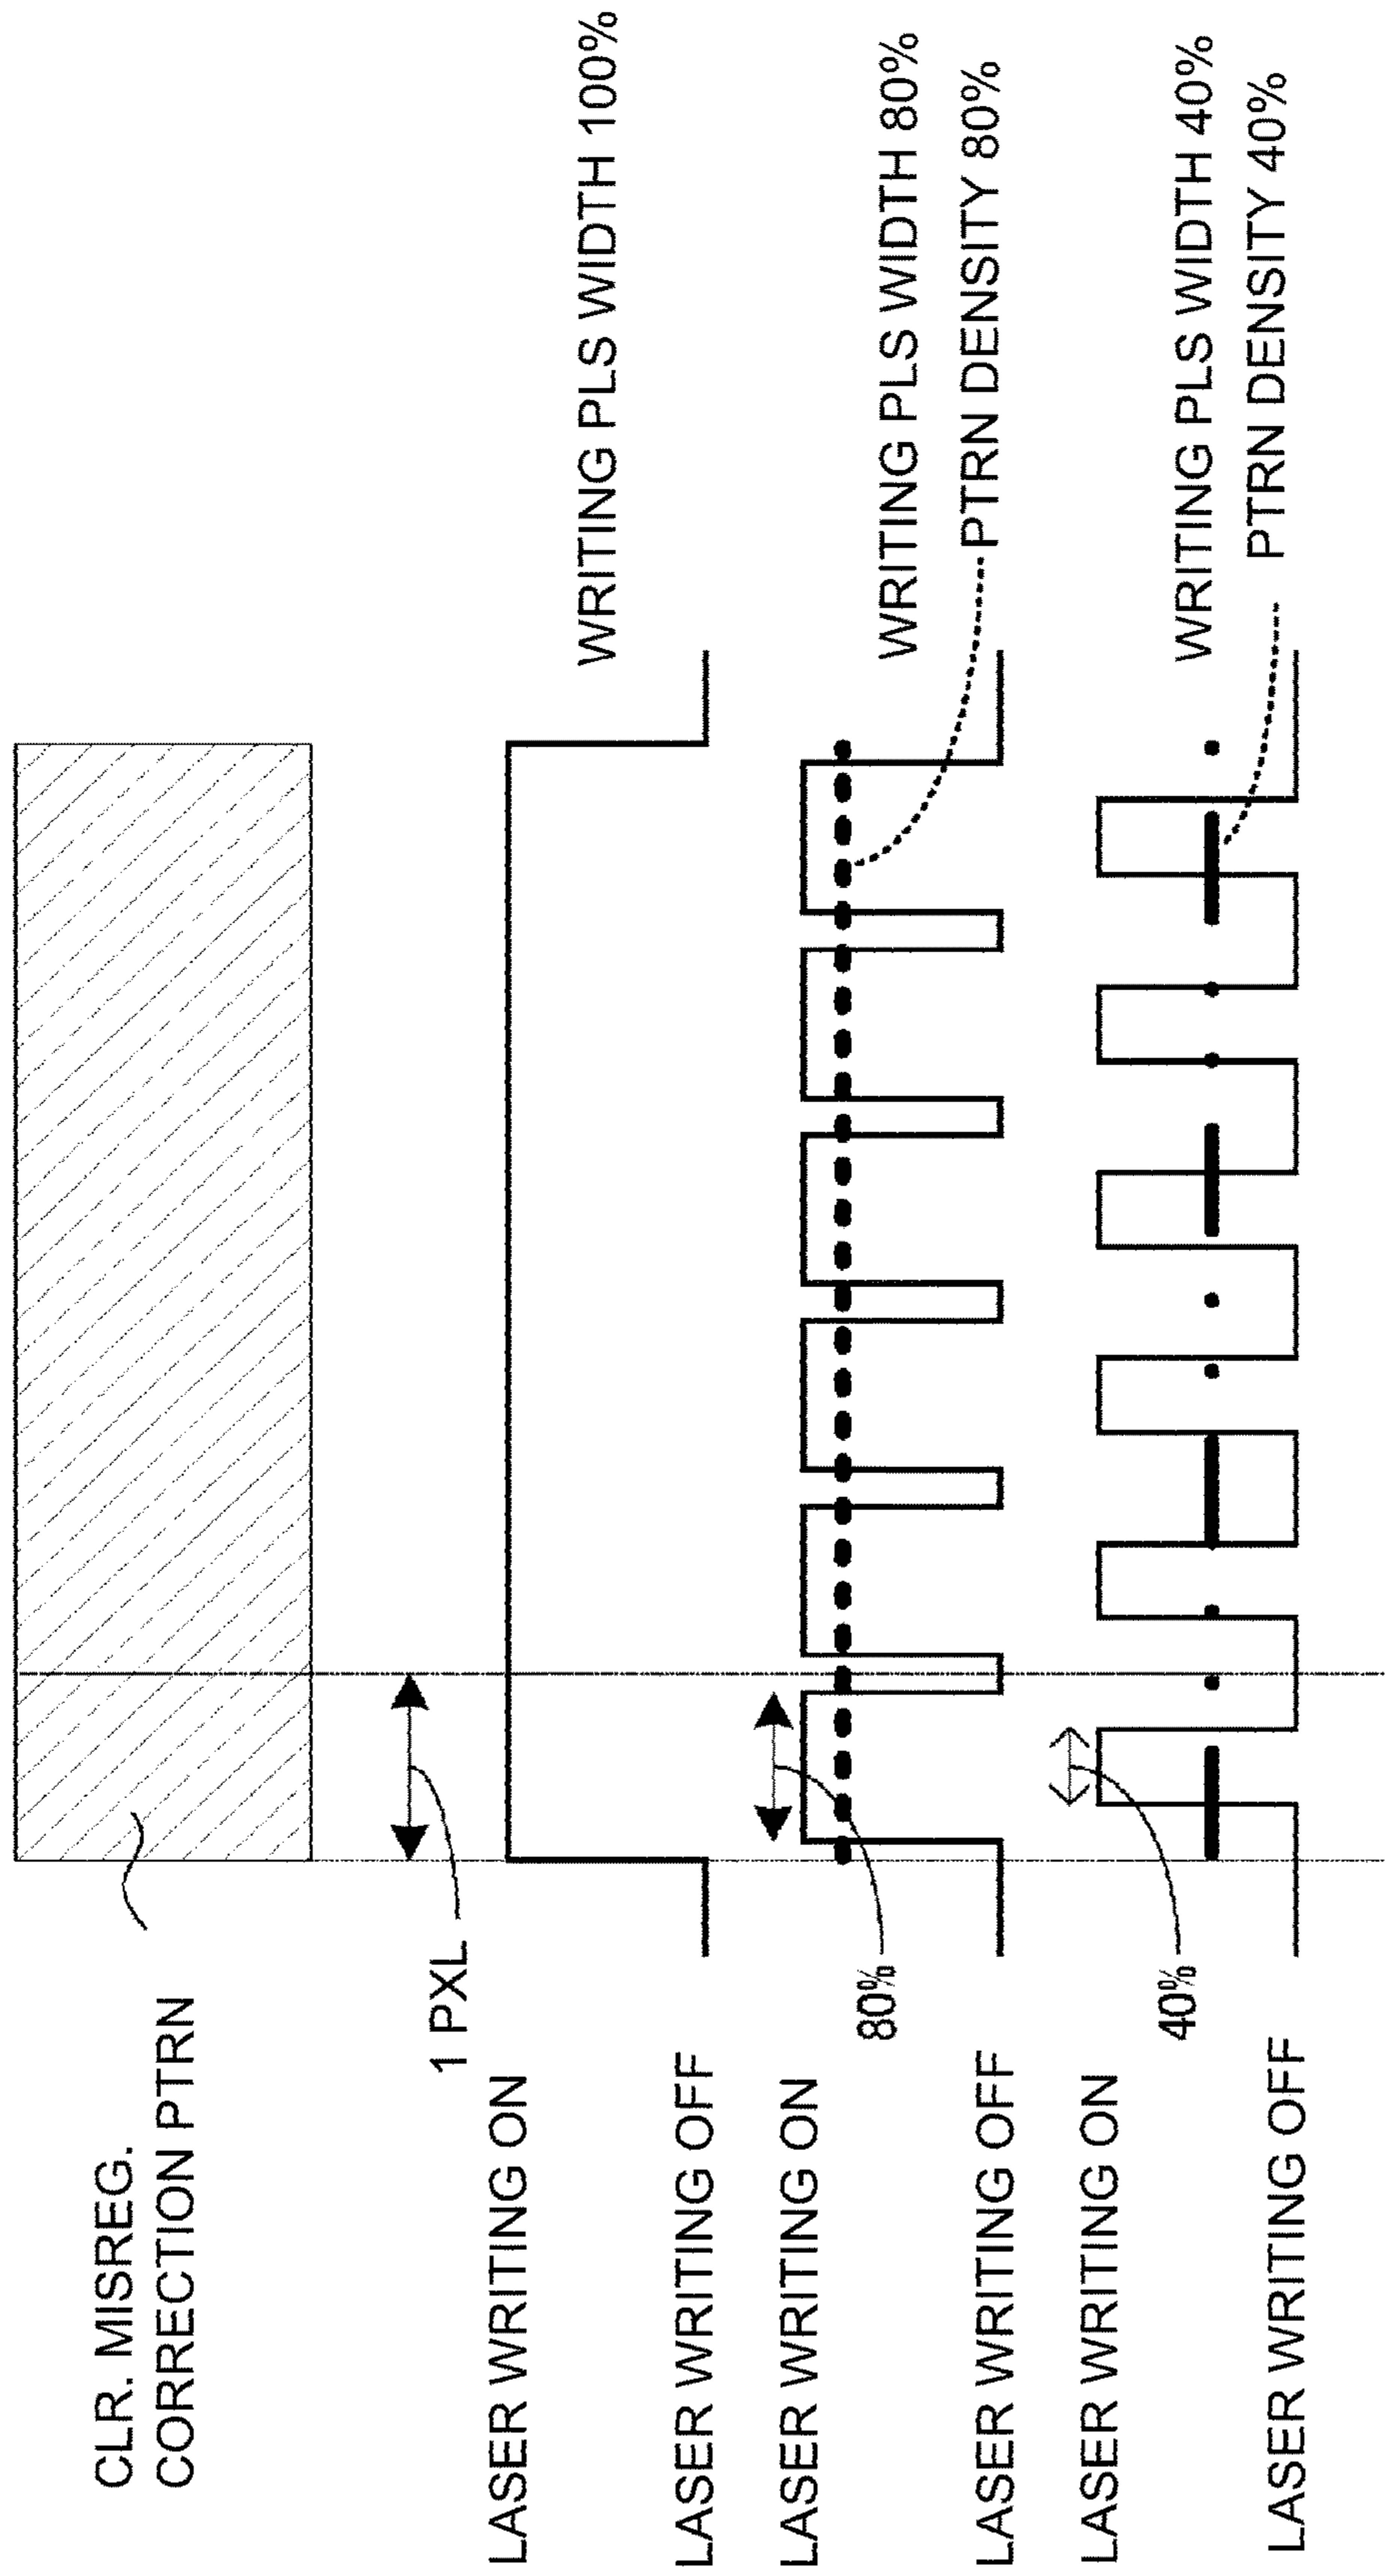 CLR. MISREG.
CORRECTION PTRN
1 PXL
LASER WRITING ON
WRITING PLS WIDTH 100%
LASER WRITING OFF
LASER WRITING ON
80%
WRITING PLS WIDTH 80%
PTRN DENSITY 80%
LASER WRITING OFF
LASER WRITING ON
40%
WRITING PLS WIDTH 40%
PTRN DENSITY 40%
LASER WRITING OFF